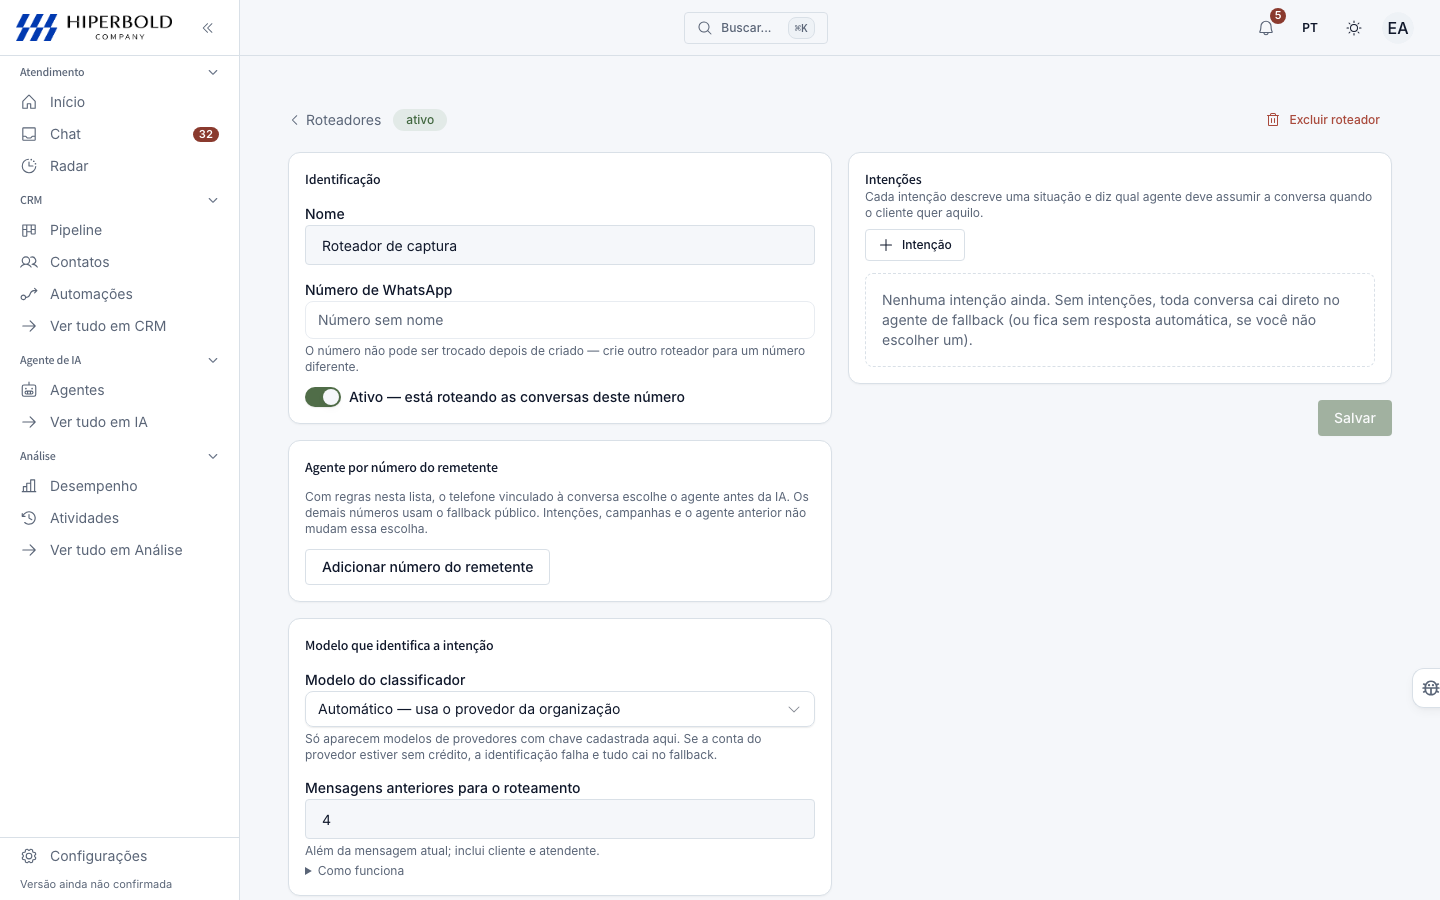 HIPERBOLD
COMPANY
Buscar...
⌘K
5
PT
EA
Atendimento
Início
Chat
32
Radar
CRM
Pipeline
Contatos
Automações
Ver tudo em CRM
Agente de IA
Agentes
Ver tudo em IA
Análise
Desempenho
Atividades
Ver tudo em Análise
Configurações
Versão ainda não confirmada
Roteadores
ativo
Excluir roteador
Identificação
Nome
Roteador de captura
Número de WhatsApp
Número sem nome
O número não pode ser trocado depois de criado — crie outro roteador para um número
diferente.
Ativo — está roteando as conversas deste número
Agente por número do remetente
Com regras nesta lista, o telefone vinculado à conversa escolhe o agente antes da IA. Os
demais números usam o fallback público. Intenções, campanhas e o agente anterior não
mudam essa escolha.
Adicionar número do remetente
Modelo que identifica a intenção
Modelo do classificador
Automático — usa o provedor da organização
Só aparecem modelos de provedores com chave cadastrada aqui. Se a conta do
provedor estiver sem crédito, a identificação falha e tudo cai no fallback.
Mensagens anteriores para o roteamento
4
Além da mensagem atual; inclui cliente e atendente.
Como funciona
Intenções
Cada intenção descreve uma situação e diz qual agente deve assumir a conversa quando
o cliente quer aquilo.
Intenção
Nenhuma intenção ainda. Sem intenções, toda conversa cai direto no
agente de fallback (ou fica sem resposta automática, se você não
escolher um).
Salvar